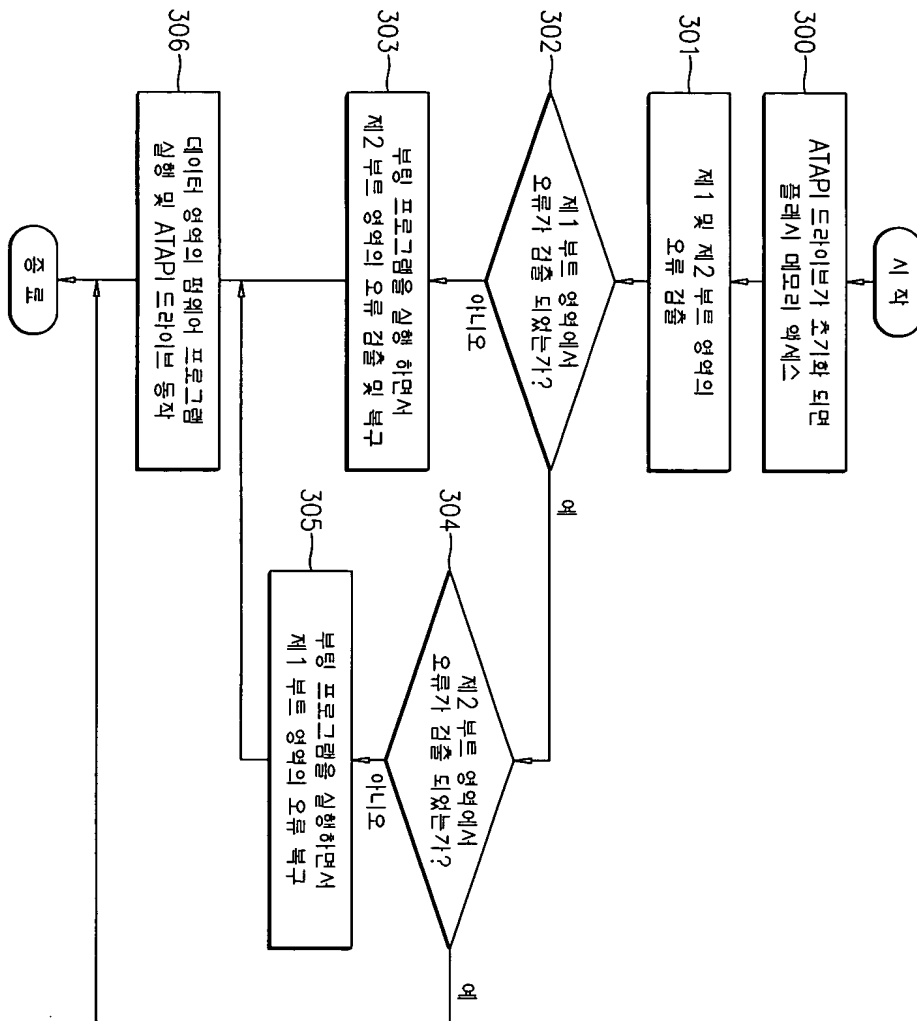 시 작
300
ATAPI 드라이브가 초기화 되면
플래시 메모리 액세스
301
제1 및 제2 부트 영역의
오류 검출
302
제1 부트 영역에서
오류가 검출 되었는가?
예
아니오
303
부팅 프로그램을 실행 하면서
제2 부트 영역의 오류 검출 및 복구
304
제2 부트 영역에서
오류가 검출 되었는가?
예
아니오
305
부팅 프로그램을 실행하면서
제1 부트 영역의 오류 복구
306
데이터 영역의 펌웨어 프로그램
실행 및 ATAPI 드라이브 동작
종 료